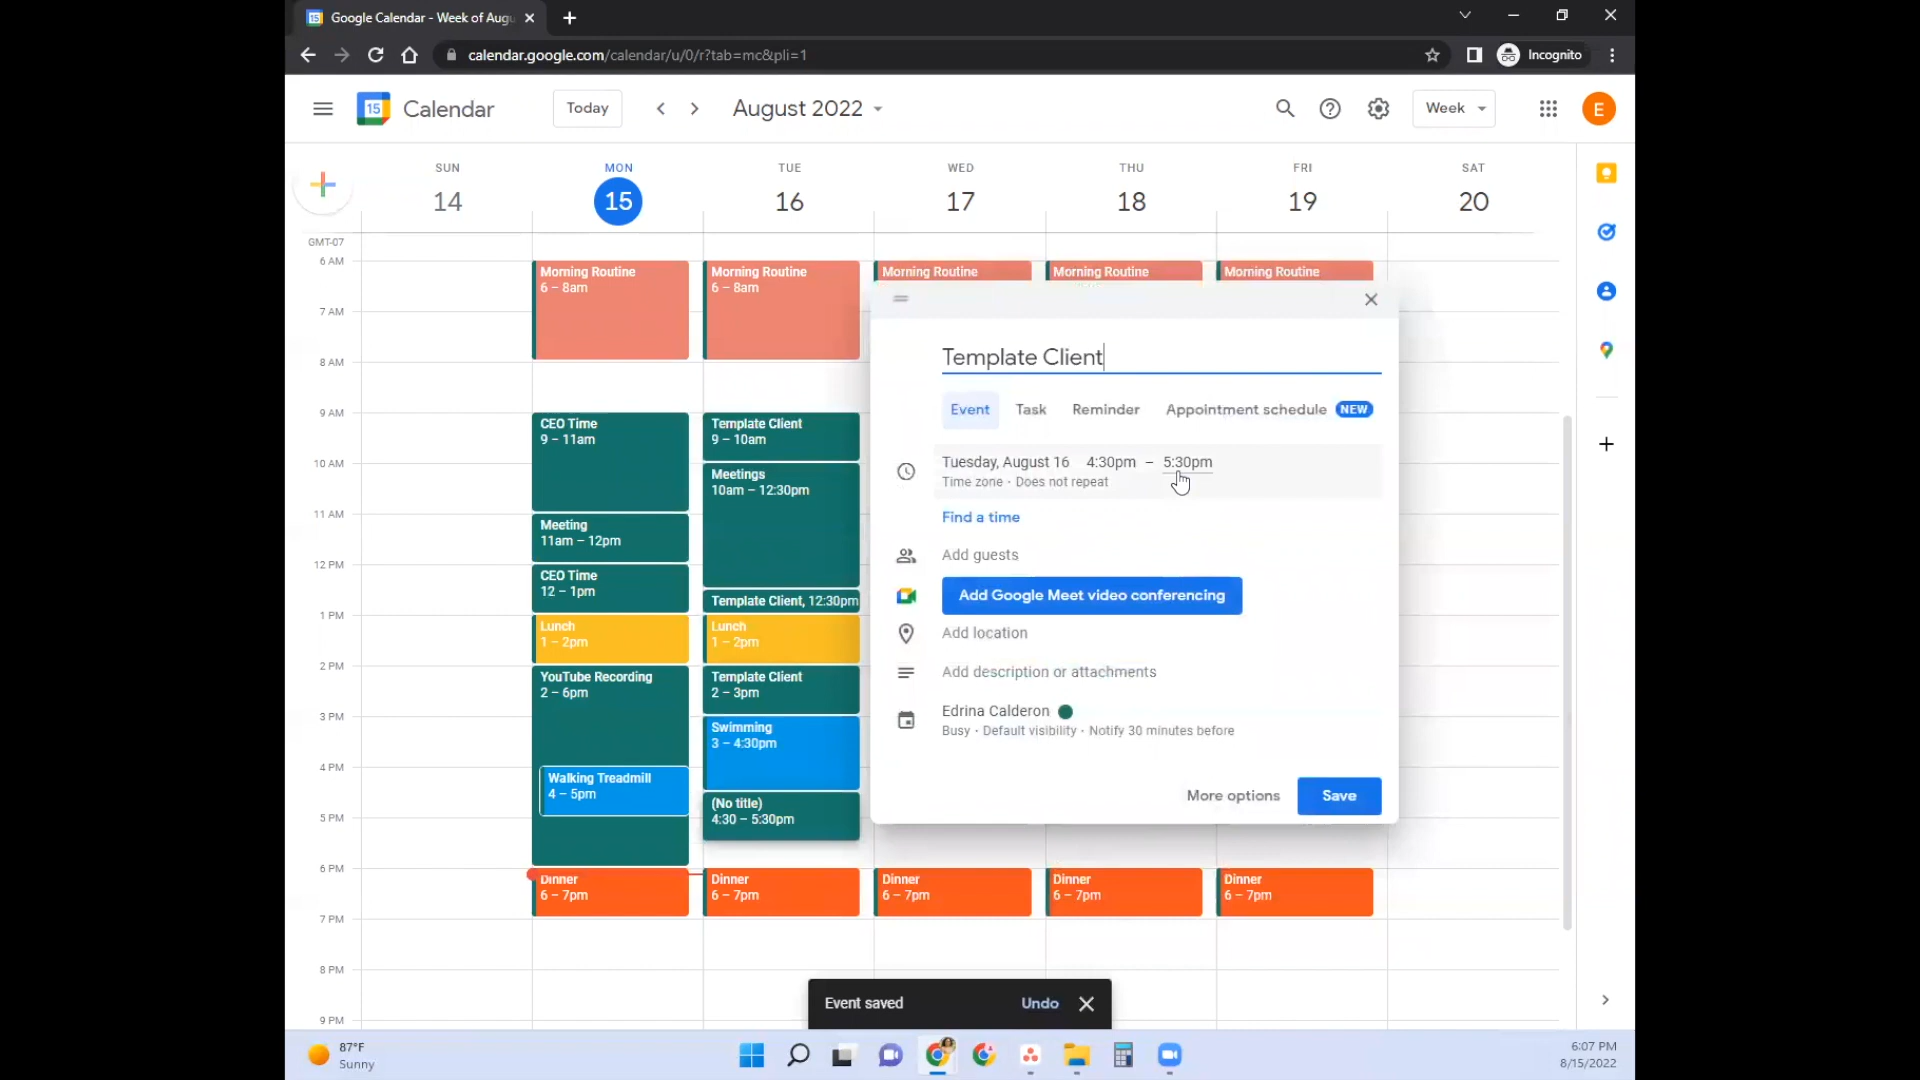 Google Calendar - Week of Augu
calendar.google.com/calendar/u/0/r?tab=mc&pli=1
Incognito
15
Calendar
Today
August 2022
Week
E
SUN
14
MON
15
TUE
16
WED
17
THU
18
FRI
19
SAT
20
GMT-07
6 AM
7 AM
8 AM
9 AM
10 AM
11 AM
12 PM
1 PM
2 PM
3 PM
4 PM
5 PM
6 PM
7 PM
8 PM
9 PM
Morning Routine
6 – 8am
CEO Time
9 – 11am
Meeting
11am – 12pm
CEO Time
12 – 1pm
Lunch
1 – 2pm
YouTube Recording
2 – 6pm
Walking Treadmill
4 – 5pm
Dinner
6 – 7pm
Morning Routine
6 – 8am
Template Client
9 – 10am
Meetings
10am – 12:30pm
Template Client, 12:30pm
Lunch
1 – 2pm
Template Client
2 – 3pm
Swimming
3 – 4:30pm
(No title)
4:30 – 5:30pm
Dinner
6 – 7pm
Morning Routine
Dinner
6 – 7pm
Morning Routine
Dinner
6 – 7pm
Morning Routine
Dinner
6 – 7pm
Template Client
Event Task Reminder Appointment schedule NEW
Tuesday, August 16 4:30pm – 5:30pm
Time zone · Does not repeat
Find a time
Add guests
Add Google Meet video conferencing
Add location
Add description or attachments
Edrina Calderon
Busy · Default visibility · Notify 30 minutes before
More options Save
Event saved Undo
87°F
Sunny
6:07 PM
8/15/2022